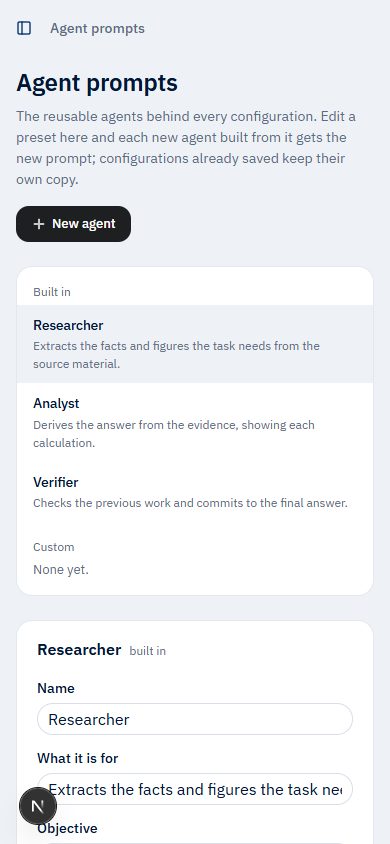 Agent prompts
Agent prompts
The reusable agents behind every configuration. Edit a
preset here and each new agent built from it gets the
new prompt; configurations already saved keep their
own copy.
+ New agent
Built in
Researcher
Extracts the facts and figures the task needs from the
source material.
Analyst
Derives the answer from the evidence, showing each
calculation.
Verifier
Checks the previous work and commits to the final answer.
Custom
None yet.
Researcher built in
Name
Researcher
What it is for
Extracts the facts and figures the task nee
N
Objective